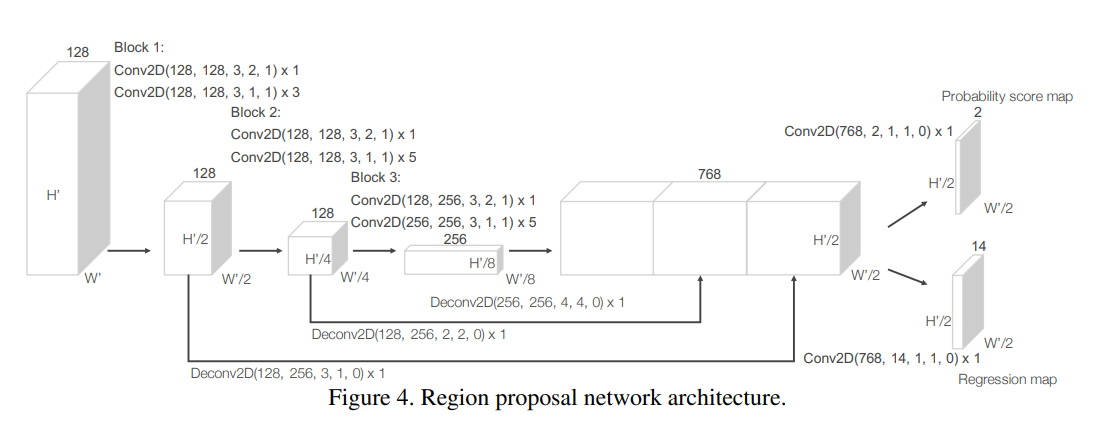 128
Block 1:
Conv2D(128, 128, 3, 2, 1) x 1
Conv2D(128, 128, 3, 1, 1) x 3
H'
W'
Block 2:
Conv2D(128, 128, 3, 2, 1) x 1
Conv2D(128, 128, 3, 1, 1) x 5
128
H'/2
W'/2
Block 3:
Conv2D(128, 256, 3, 2, 1) x 1
Conv2D(256, 256, 3, 1, 1) x 5
128
H'/4
W'/4
256
H'/8
W'/8
768
H'/2
W'/2
Deconv2D(256, 256, 4, 4, 0) x 1
Deconv2D(128, 256, 2, 2, 0) x 1
Deconv2D(128, 256, 3, 1, 0) x 1
Probability score map
2
Conv2D(768, 2, 1, 1, 0) x 1
H'/2
W'/2
14
H'/2
W'/2
Conv2D(768, 14, 1, 1, 0) x 1
Regression map
Figure 4. Region proposal network architecture.